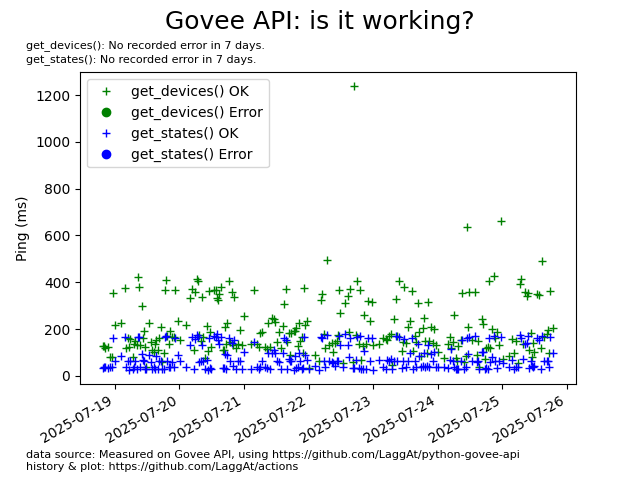 Govee API: is it working?
get_devices(): No recorded error in 7 days.
get_states(): No recorded error in 7 days.
get_devices() OK
get_devices() Error
get_states() OK
get_states() Error
Ping (ms)
1200
1000
800
600
400
200
0
2025-07-19
2025-07-20
2025-07-21
2025-07-22
2025-07-23
2025-07-24
2025-07-25
2025-07-26
data source: Measured on Govee API, using https://github.com/LaggAt/python-govee-api
history & plot: https://github.com/LaggAt/actions